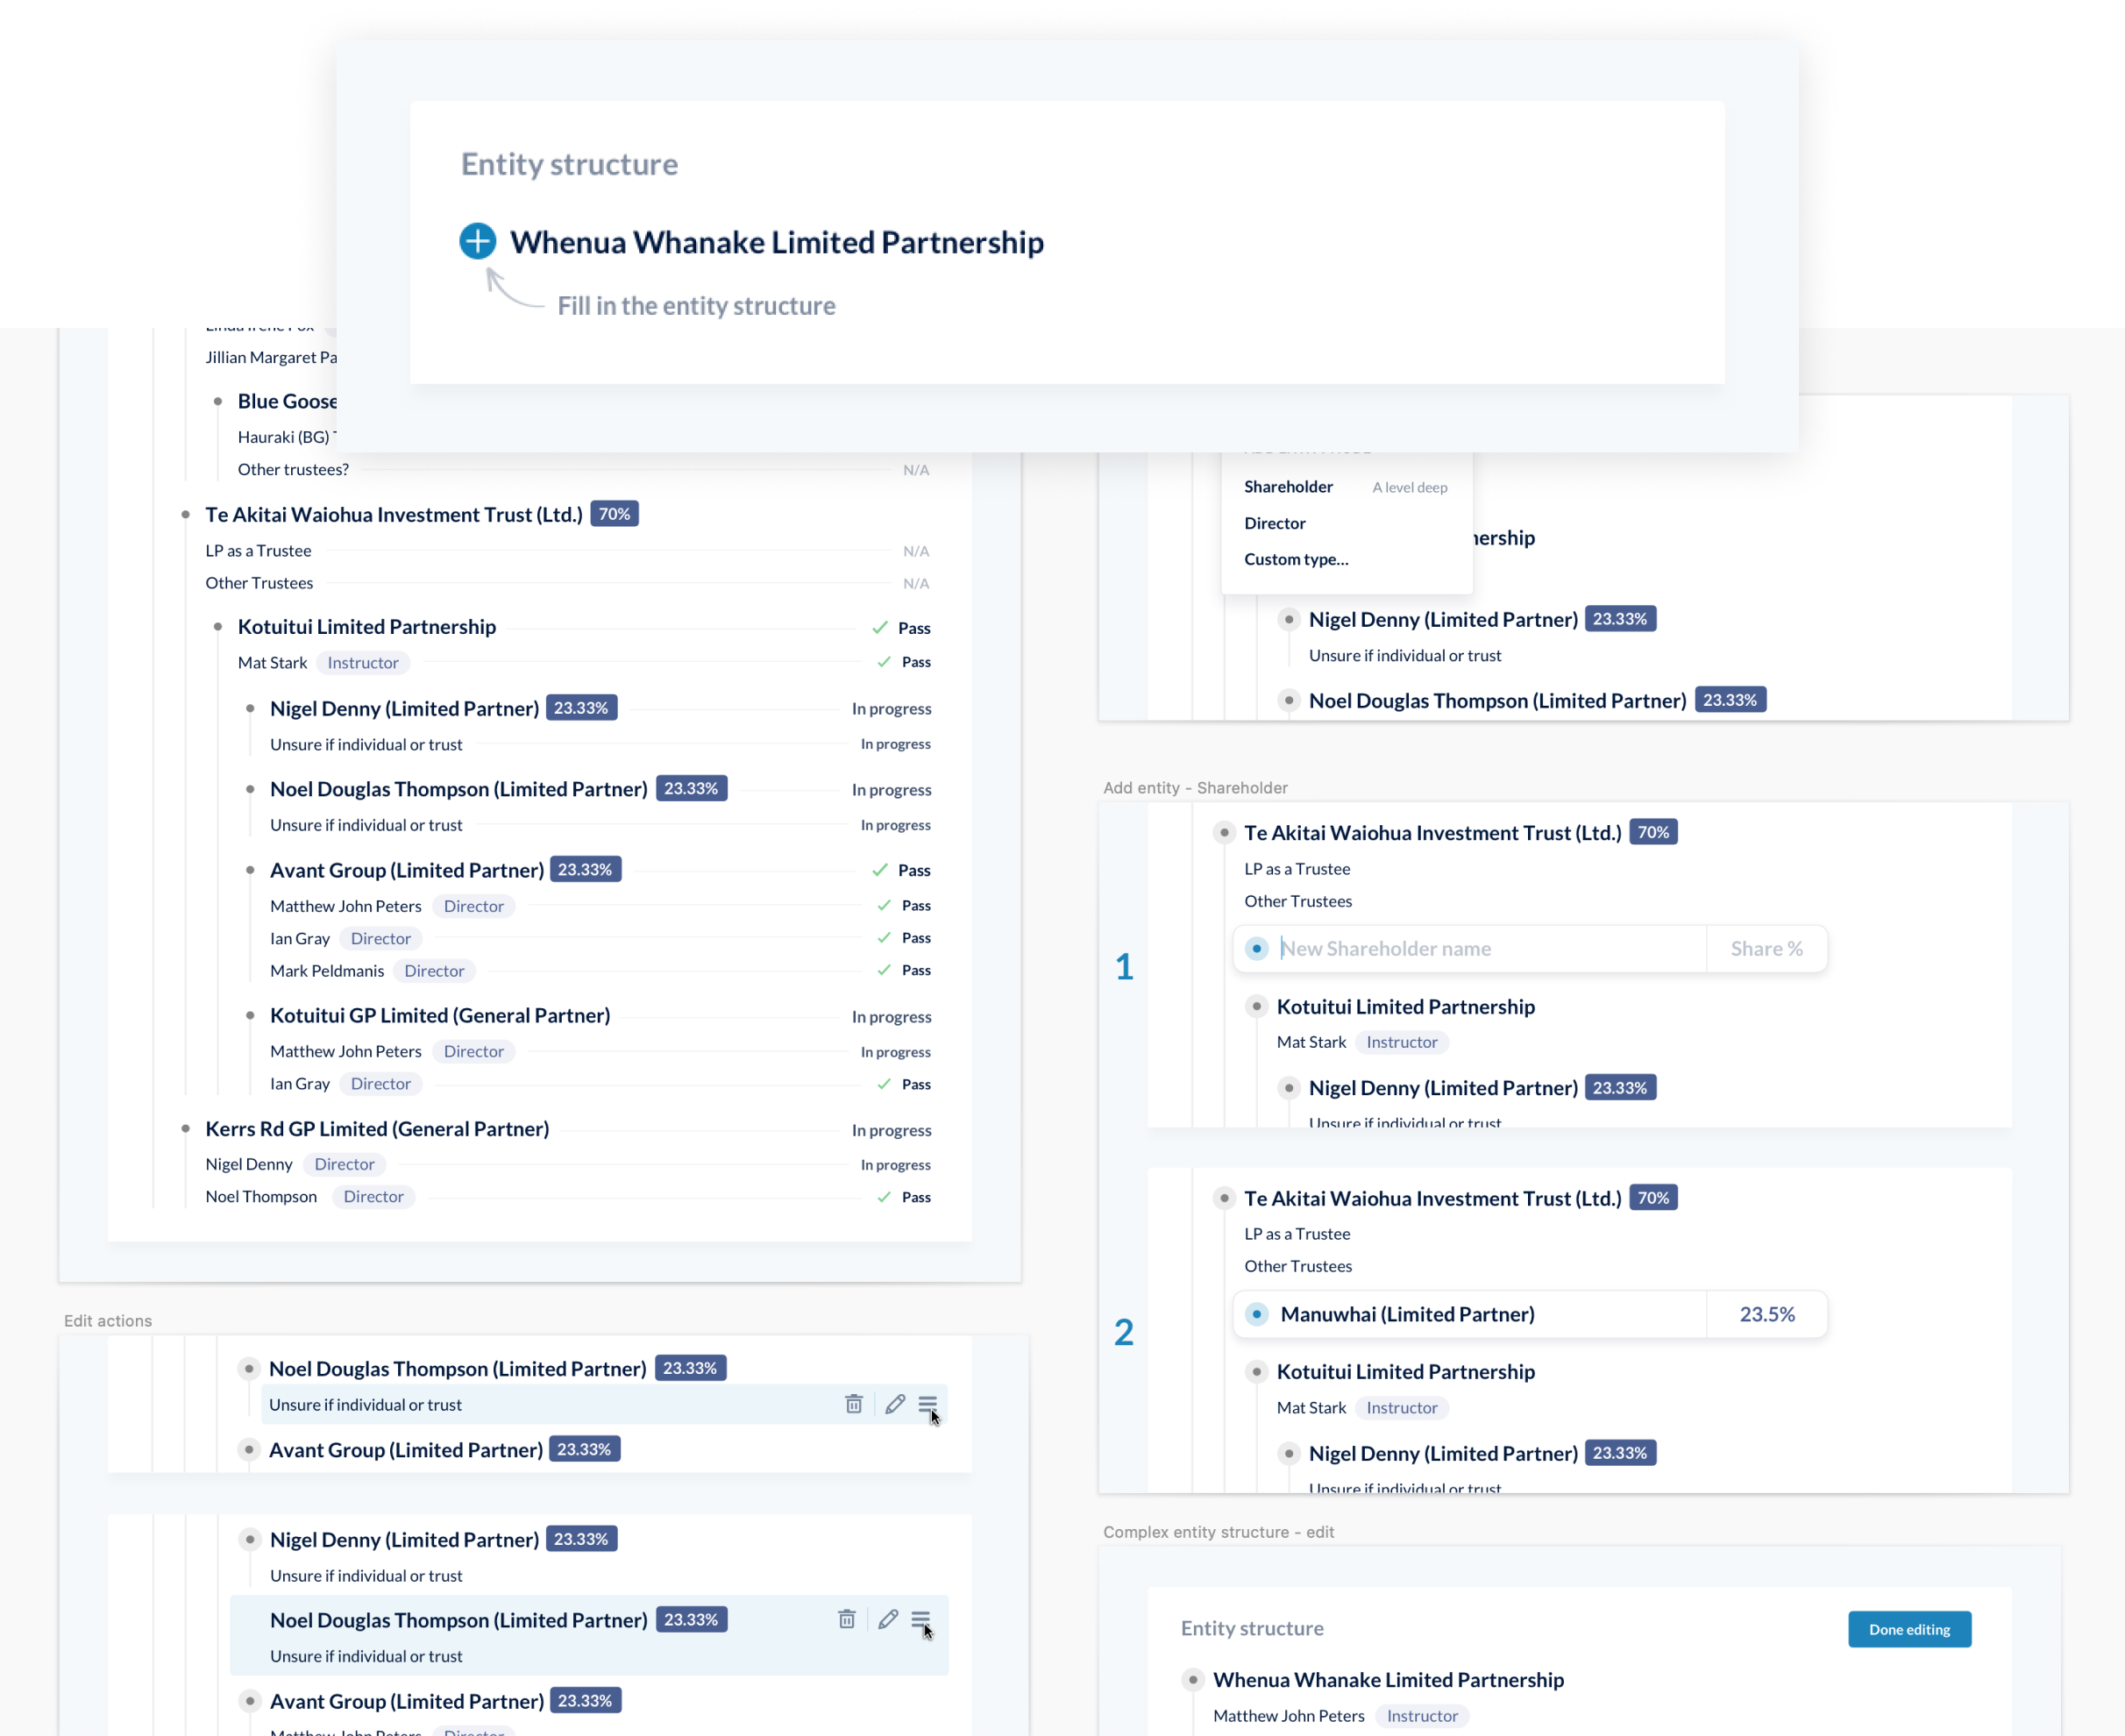 Entity structure
Whenua Whanake Limited Partnership
Fill in the entity structure
Jillian Margaret Pa
Blue Goose
Hauraki (BG)
Other trustees? N/A
Te Akitai Waiohua Investment Trust (Ltd.) 70%
LP as a Trustee N/A
Other Trustees N/A
Kotuitui Limited Partnership Pass
Mat Stark Instructor Pass
Nigel Denny (Limited Partner) 23.33% In progress
Unsure if individual or trust In progress
Noel Douglas Thompson (Limited Partner) 23.33% In progress
Unsure if individual or trust In progress
Avant Group (Limited Partner) 23.33% Pass
Matthew John Peters Director Pass
Ian Gray Director Pass
Mark Peldmanis Director Pass
Kotuitui GP Limited (General Partner) In progress
Matthew John Peters Director In progress
Ian Gray Director Pass
Kerrs Rd GP Limited (General Partner) In progress
Nigel Denny Director In progress
Noel Thompson Director Pass
Edit actions
Noel Douglas Thompson (Limited Partner) 23.33%
Unsure if individual or trust
Avant Group (Limited Partner) 23.33%
Nigel Denny (Limited Partner) 23.33%
Unsure if individual or trust
Noel Douglas Thompson (Limited Partner) 23.33%
Unsure if individual or trust
Avant Group (Limited Partner) 23.33%
Matthew John Peters Director
Shareholder A level deep
Director
Custom type...
nership
Nigel Denny (Limited Partner) 23.33%
Unsure if individual or trust
Noel Douglas Thompson (Limited Partner) 23.33%
Add entity - Shareholder
Te Akitai Waiohua Investment Trust (Ltd.) 70%
LP as a Trustee
Other Trustees
1
New Shareholder name Share %
Kotuitui Limited Partnership
Mat Stark Instructor
Nigel Denny (Limited Partner) 23.33%
Unsure if individual or trust
Te Akitai Waiohua Investment Trust (Ltd.) 70%
LP as a Trustee
Other Trustees
2
Manuwhai (Limited Partner) 23.5%
Kotuitui Limited Partnership
Mat Stark Instructor
Nigel Denny (Limited Partner) 23.33%
Unsure if individual or trust
Complex entity structure - edit
Entity structure Done editing
Whenua Whanake Limited Partnership
Matthew John Peters Instructor